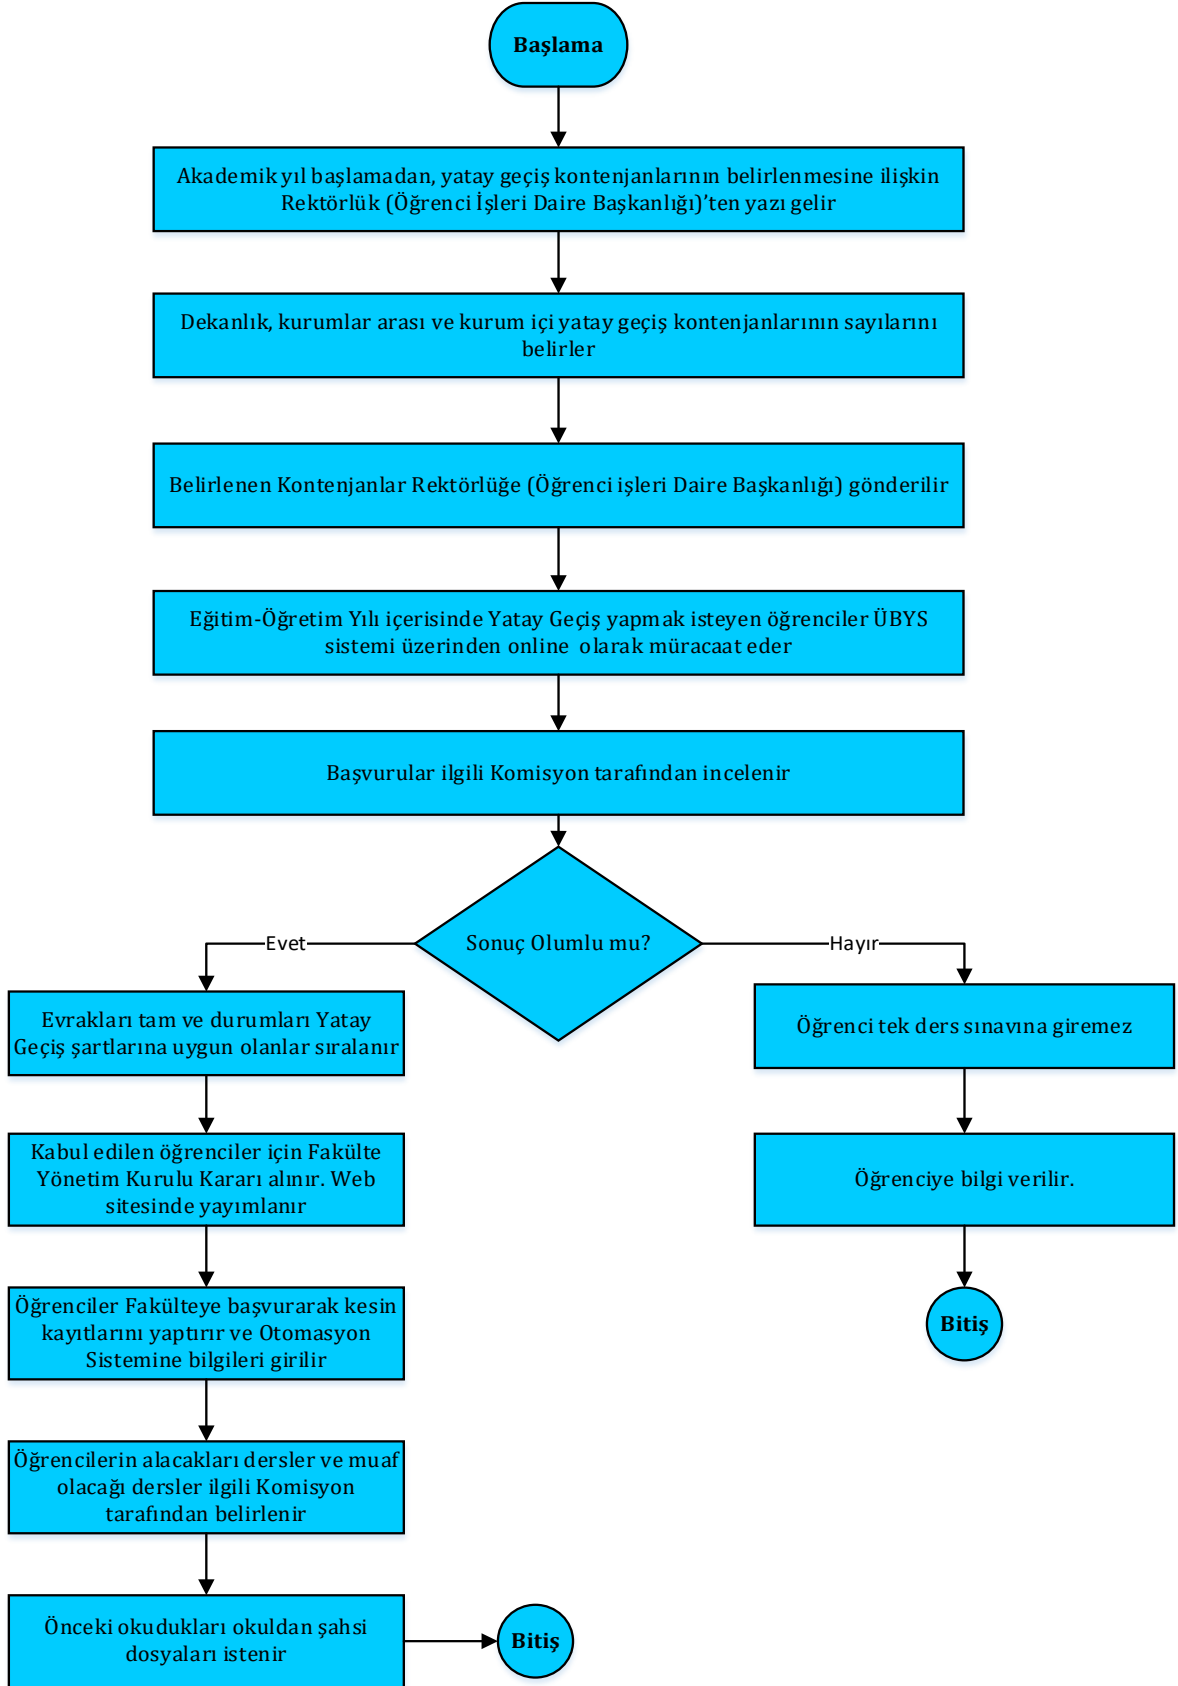 Başlama
Akademik yıl başlamadan, yatay geçiş kontenjanlarının belirlenmesine ilişkin
Rektörlük (Öğrenci İşleri Daire Başkanlığı)’ten yazı gelir
Dekanlık, kurumlar arası ve kurum içi yatay geçiş kontenjanlarının sayılarını
belirler
Belirlenen Kontenjanlar Rektörlüğe (Öğrenci işleri Daire Başkanlığı) gönderilir
Eğitim-Öğretim Yılı içerisinde Yatay Geçiş yapmak isteyen öğrenciler ÜBYS
sistemi üzerinden online olarak müracaat eder
Başvurular ilgili Komisyon tarafından incelenir
Sonuç Olumlu mu?
Evet
Hayır
Evrakları tam ve durumları Yatay
Geçiş şartlarına uygun olanlar sıralanır
Kabul edilen öğrenciler için Fakülte
Yönetim Kurulu Kararı alınır. Web
sitesinde yayımlanır
Öğrenciler Fakülteye başvurarak kesin
kayıtlarını yaptırır ve Otomasyon
Sistemine bilgileri girilir
Öğrencilerin alacakları dersler ve muaf
olacağı dersler ilgili Komisyon
tarafından belirlenir
Önceki okudukları okuldan şahsi
dosyaları istenir
Bitiş
Öğrenci tek ders sınavına giremez
Öğrenciye bilgi verilir.
Bitiş